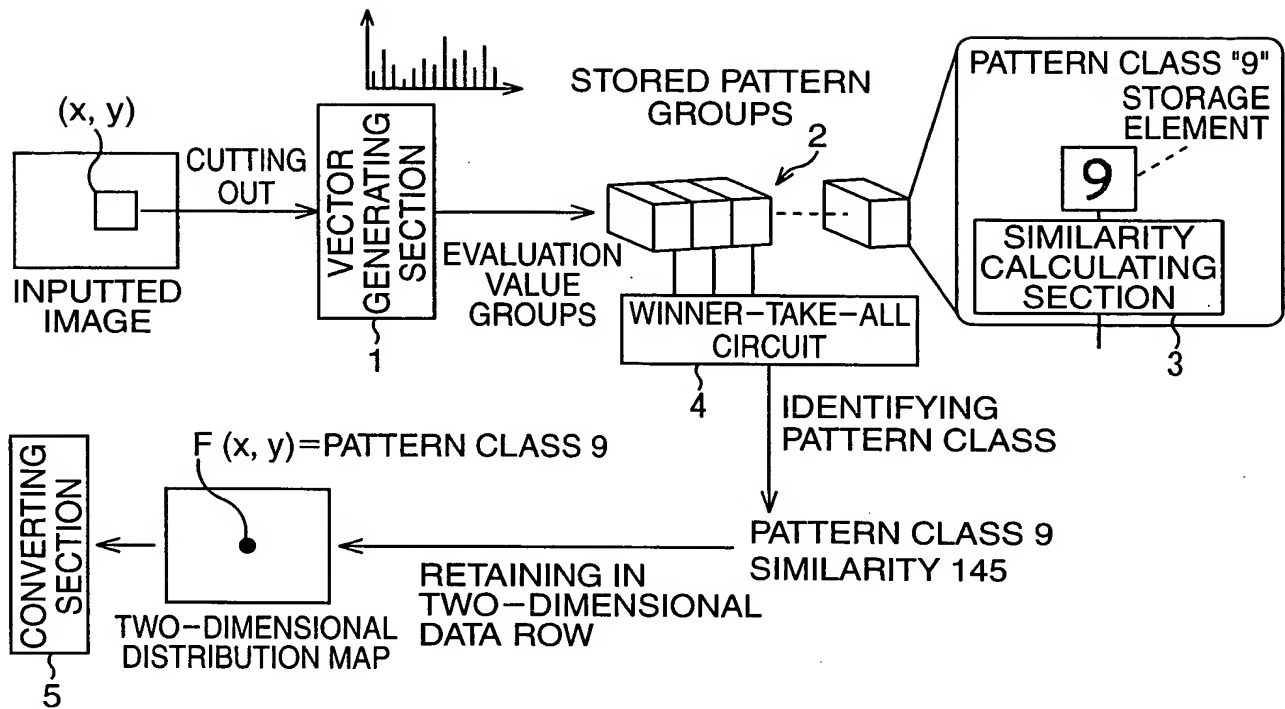 (x, y)
INPUTTED
IMAGE
CUTTING
OUT
VECTOR
GENERATING
SECTION
1
EVALUATION
VALUE
GROUPS
STORED PATTERN
GROUPS
2
PATTERN CLASS "9"
STORAGE
ELEMENT
9
SIMILARITY
CALCULATING
SECTION
3
WINNER-TAKE-ALL
CIRCUIT
4
IDENTIFYING
PATTERN CLASS
PATTERN CLASS 9
SIMILARITY 145
RETAINING IN
TWO-DIMENSIONAL
DATA ROW
F (x, y)=PATTERN CLASS 9
TWO-DIMENSIONAL
DISTRIBUTION MAP
CONVERTING
SECTION
5